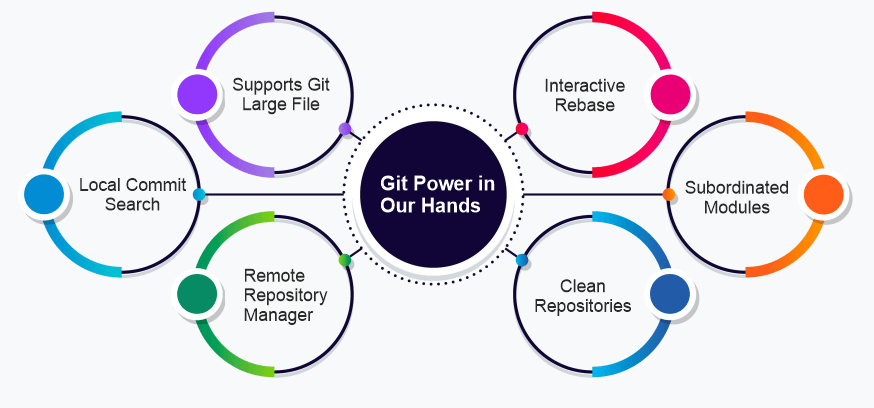 Supports Git
Large File
Interactive
Rebase
Local Commit
Search
Git Power in
Our Hands
Subordinated
Modules
Remote
Repository
Manager
Clean
Repositories